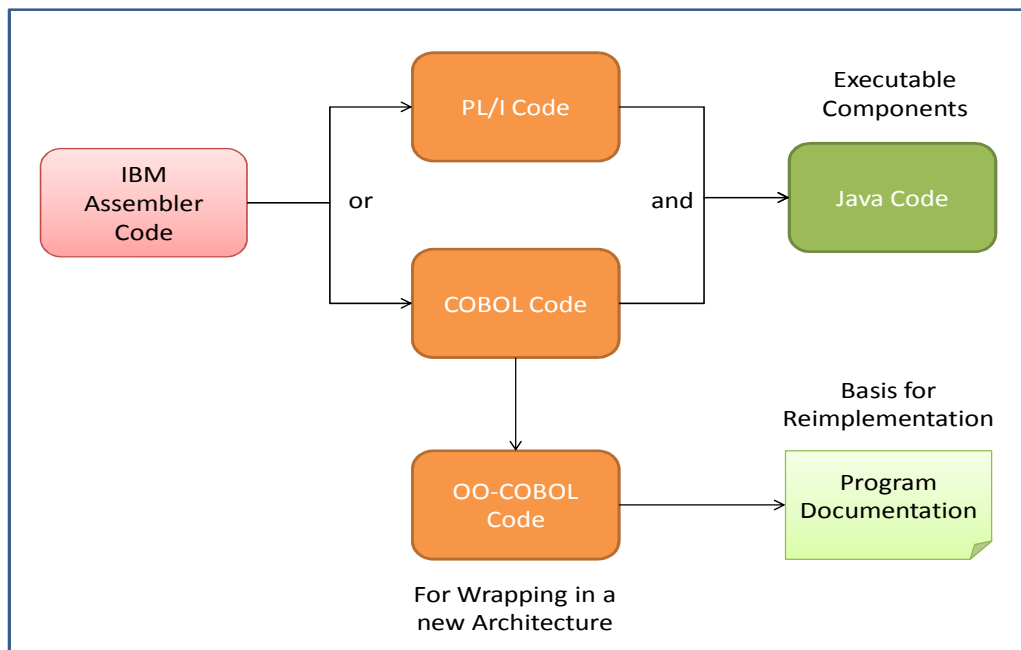 PL/I Code
Executable
Components
IBM
Assembler
Code
or
and
Java Code
COBOL Code
Basis for
Reimplementation
OO-COBOL
Code
Program
Documentation
For Wrapping in a
new Architecture